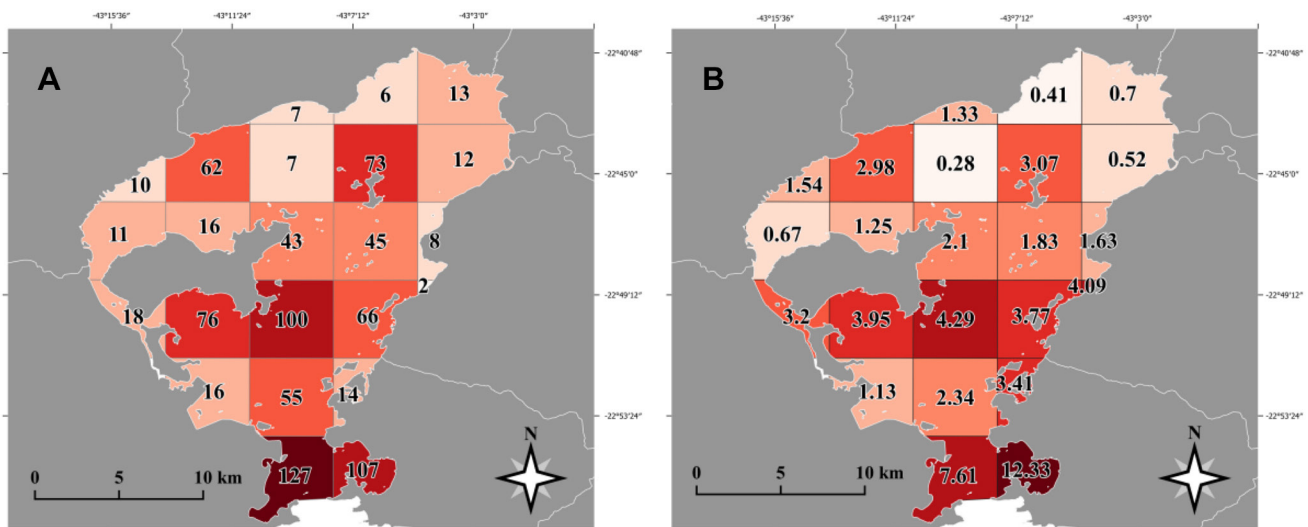 -43°15'36" -43°11'24" -43°7'12" -43°3'0" -43°15'36" -43°11'24" -43°7'12" -43°3'0"
-22°40'48" -22°40'48"
A B
6 13 0.41 0.7
7 1.33
62 7 73 12 2.98 0.28 3.07 0.52
-22°45'0" -22°45'0"
10 1.54
11 16 43 45 8 0.67 1.25 2.1 1.83 1.63
2 4.09
-22°49'12" -22°49'12"
18 76 100 66 3.2 3.95 4.29 3.77
16 55 14 1.13 2.34 3.41
-22°53'24" -22°53'24"
N N
0 5 10 km 0 5 10 km
127 107 7.61 12.33